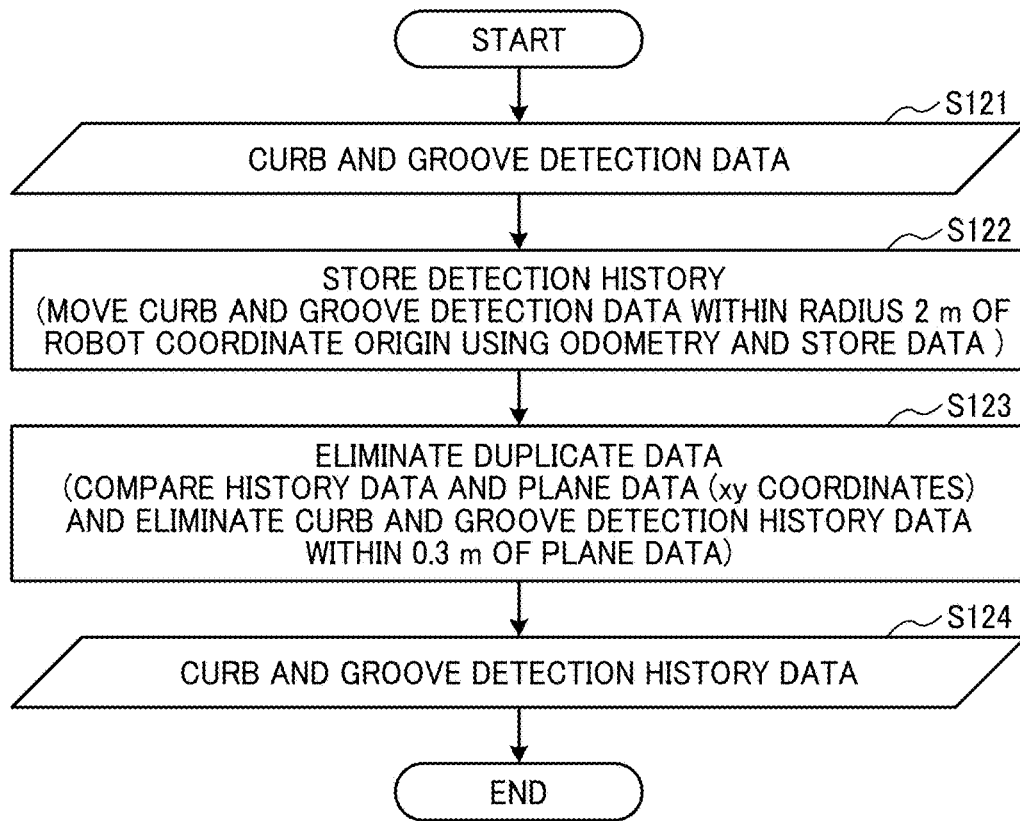 START
S121
CURB AND GROOVE DETECTION DATA
S122
STORE DETECTION HISTORY
(MOVE CURB AND GROOVE DETECTION DATA WITHIN RADIUS 2 m OF
ROBOT COORDINATE ORIGIN USING ODOMETRY AND STORE DATA )
S123
ELIMINATE DUPLICATE DATA
(COMPARE HISTORY DATA AND PLANE DATA (xy COORDINATES)
AND ELIMINATE CURB AND GROOVE DETECTION HISTORY DATA
WITHIN 0.3 m OF PLANE DATA)
S124
CURB AND GROOVE DETECTION HISTORY DATA
END